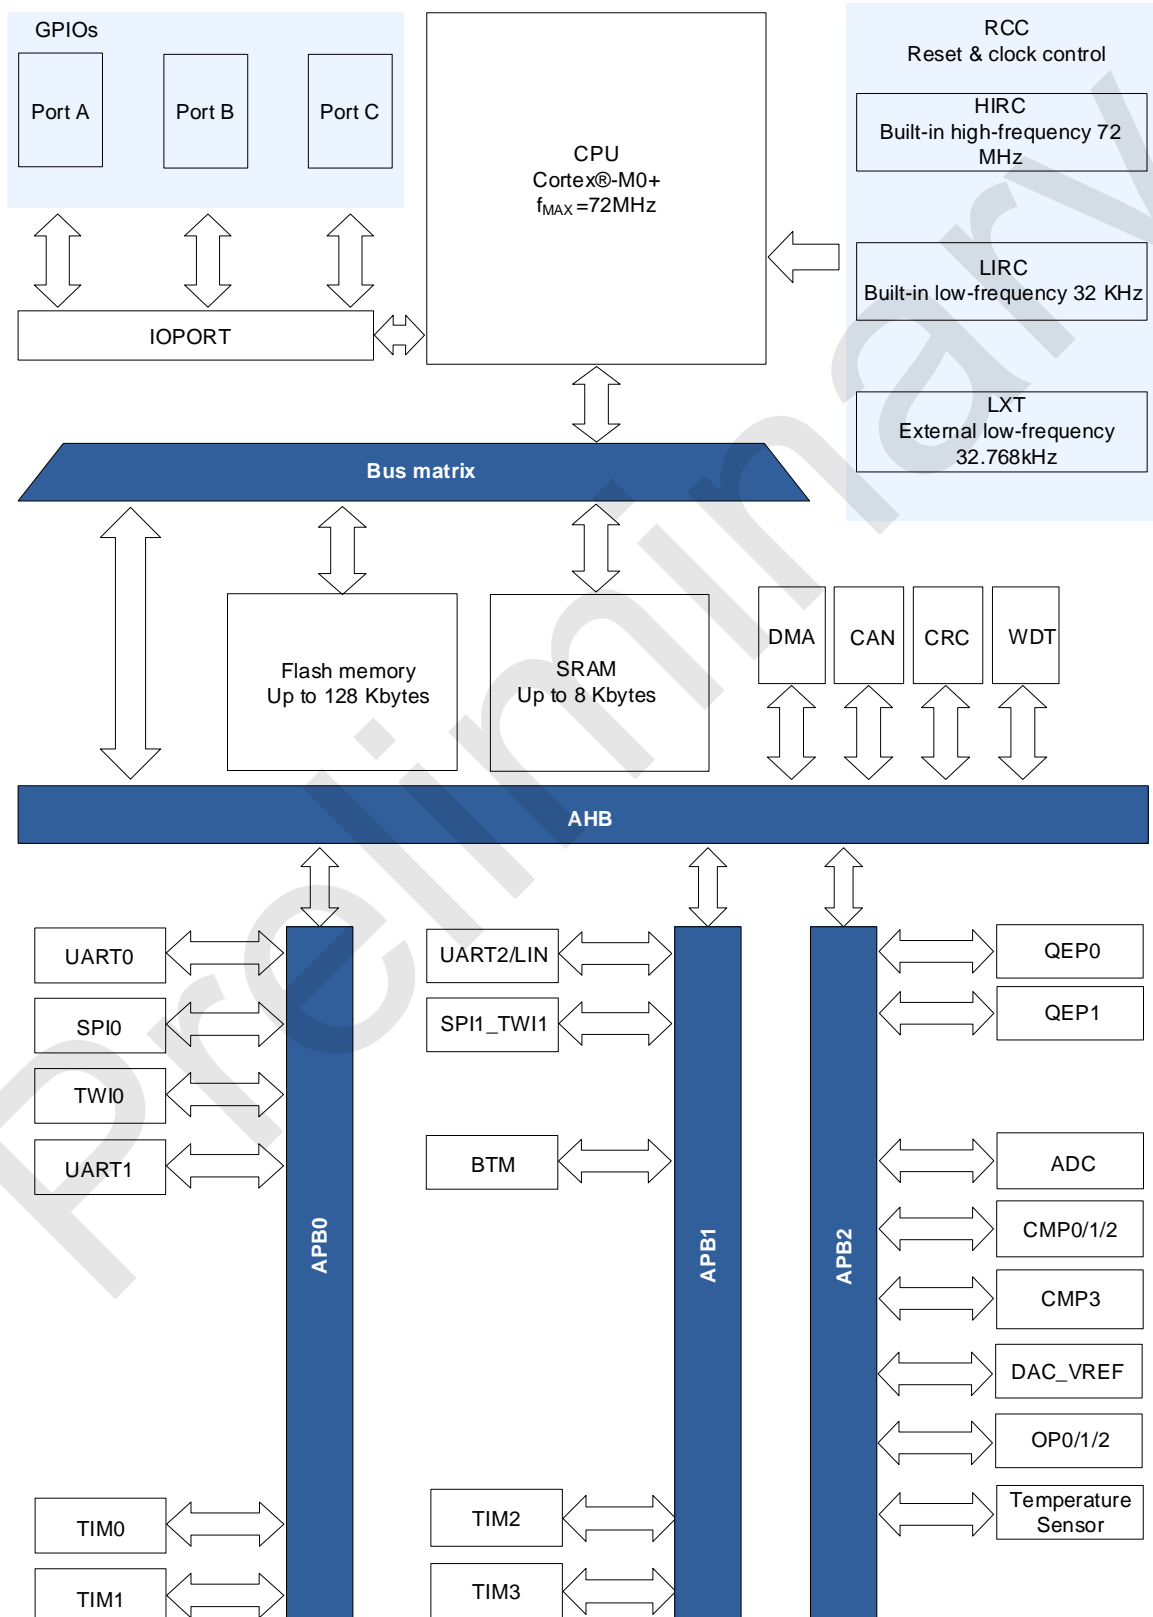 GPIOs
Port A
Port B
Port C
IOPORT
CPU
Cortex®-M0+
fMAX =72MHz
RCC
Reset & clock control
HIRC
Built-in high-frequency 72
MHz
LIRC
Built-in low-frequency 32 KHz
LXT
External low-frequency
32.768kHz
Bus matrix
Flash memory
Up to 128 Kbytes
SRAM
Up to 8 Kbytes
DMA
CAN
CRC
WDT
AHB
UART0
SPI0
TWI0
UART1
TIM0
TIM1
APB0
UART2/LIN
SPI1_TWI1
BTM
TIM2
TIM3
APB1
APB2
QEP0
QEP1
ADC
CMP0/1/2
CMP3
DAC_VREF
OP0/1/2
Temperature
Sensor
Preliminary